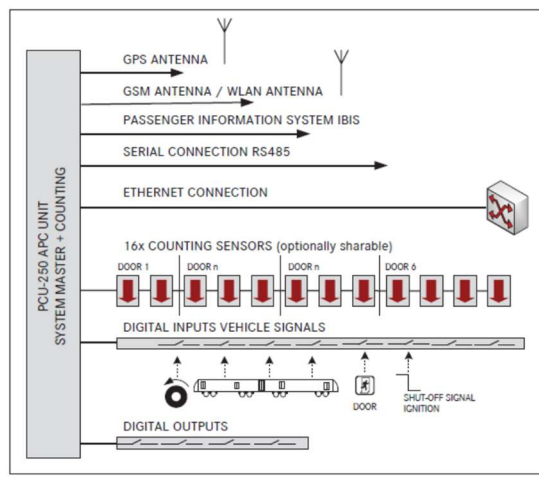 GPS ANTENNA
GSM ANTENNA / WLAN ANTENNA
PASSENGER INFORMATION SYSTEM IBIS
SERIAL CONNECTION RS485
ETHERNET CONNECTION
PCU-250 APC UNIT
SYSTEM MASTER + COUNTING
16x COUNTING SENSORS (optionally sharable)
DOOR 1 DOOR n DOOR n DOOR 6
DIGITAL INPUTS VEHICLE SIGNALS
DOOR
SHUT-OFF SIGNAL
IGNITION
DIGITAL OUTPUTS